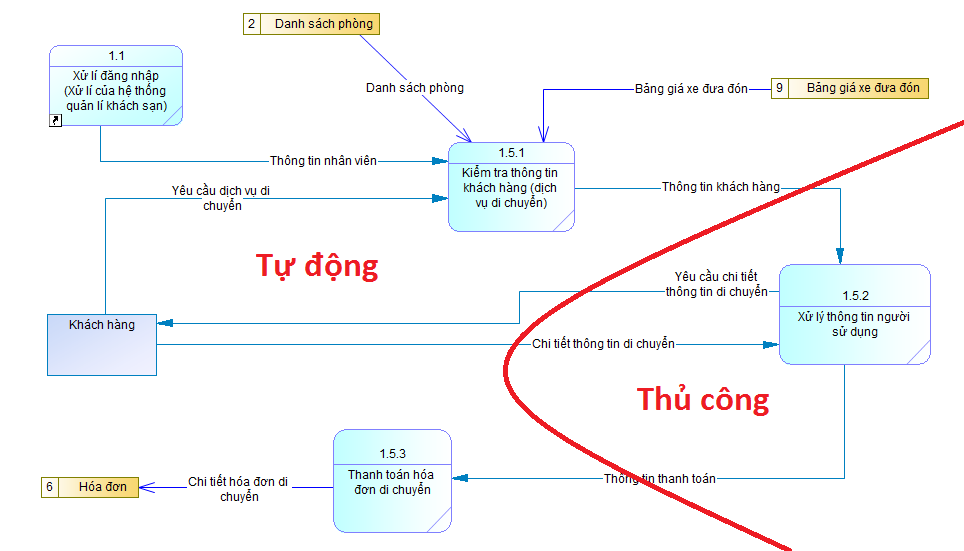 2 Danh sách phòng
1.1
Xử lí đăng nhập
(Xử lí của hệ thống
quản lí khách sạn)
Danh sách phòng
Bảng giá xe đưa đón
9 Bảng giá xe đưa đón
1.5.1
Kiểm tra thông tin
khách hàng (dịch
vụ di chuyển)
Thông tin nhân viên
Yêu cầu dịch vụ di
chuyển
Thông tin khách hàng
Tự động
Yêu cầu chi tiết
thông tin di chuyển
1.5.2
Xử lý thông tin người
sử dụng
Khách hàng
Chi tiết thông tin di chuyển
Thủ công
1.5.3
Thanh toán hóa
đơn di chuyển
Thông tin thanh toán
6 Hóa đơn
Chi tiết hóa đơn di
chuyển